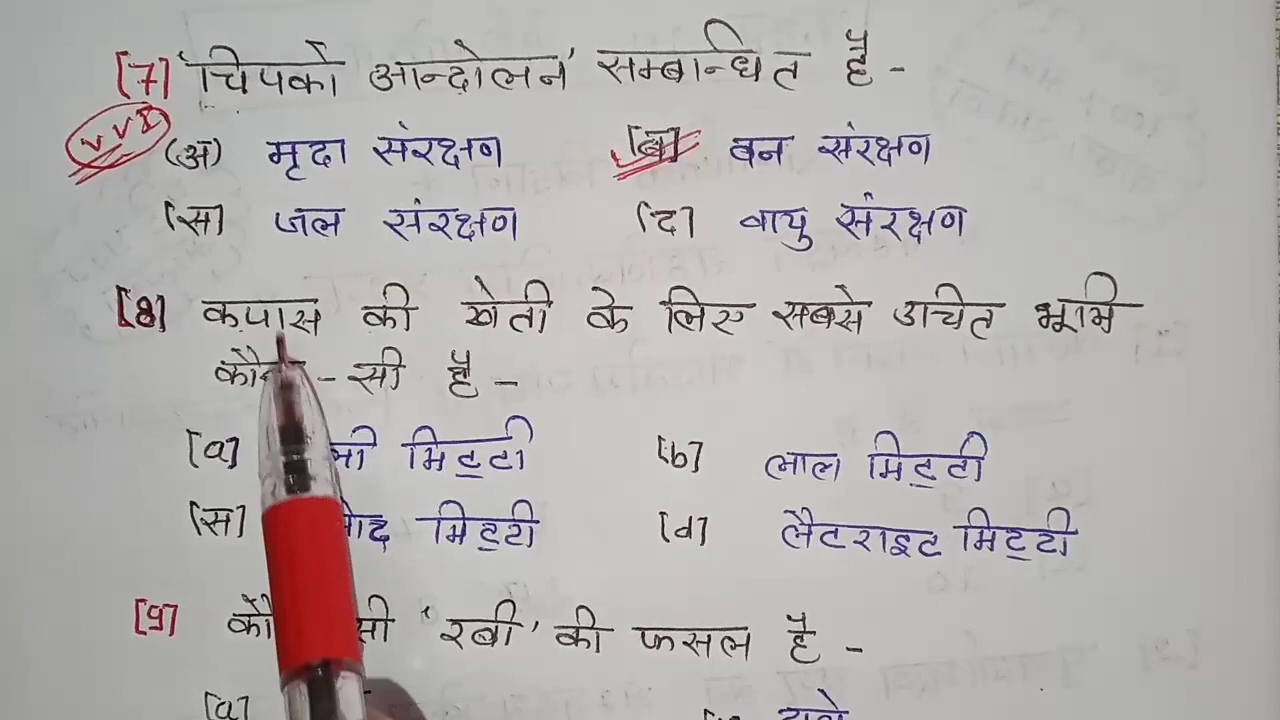 [7] 'चिपको आन्दोलन' सम्बान्धित है -
VVI (अ) मृदा संरक्षण [ब] वन संरक्षण
[स] जल संरक्षण [द] वायु संरक्षण
[8] कपास की खेती के लिए सबसे उचित भूमि
- सी है -
[a] मिट्टी [b] लाल मिट्टी
[स] मिट्टी [d] लैटराइट मिट्टी
[9] सी 'रबी' की फसल है -
[a]